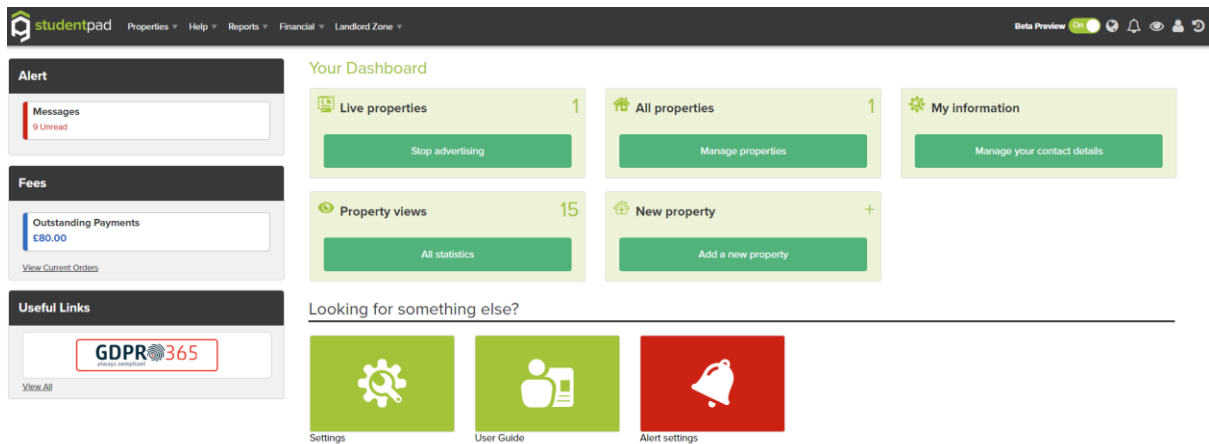 studentpad Properties Help Reports Financial Landlord Zone Beta Preview On
Alert
Messages
9 Unread
Fees
Outstanding Payments
£80.00
View Current Orders
Useful Links
GDPR 365
always compliant
View All
Your Dashboard
Live properties 1
Stop advertising
All properties 1
Manage properties
My information
Manage your contact details
Property views 15
All statistics
New property +
Add a new property
Looking for something else?
Settings
User Guide
Alert settings